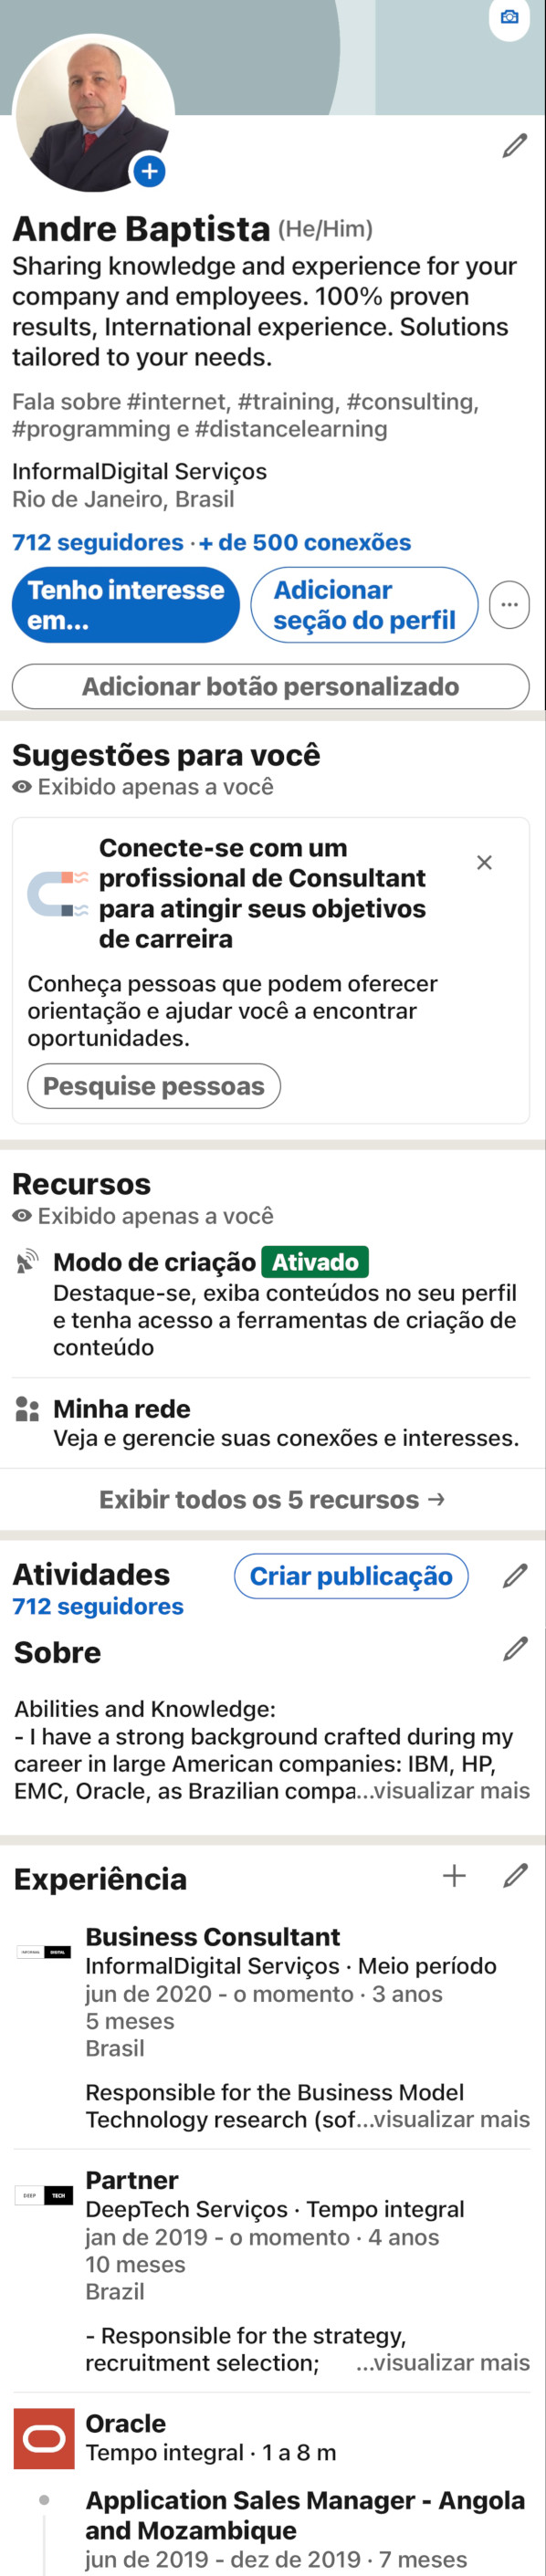 Andre Baptista (He/Him)
Sharing knowledge and experience for your
company and employees. 100% proven
results, International experience. Solutions
tailored to your needs.
Fala sobre #internet, #training, #consulting,
#programming e #distancelearning
InformalDigital Serviços
Rio de Janeiro, Brasil
712 seguidores · + de 500 conexões
Tenho interesse
em...
Adicionar
seção do perfil
Adicionar botão personalizado
Sugestões para você
Exibido apenas a você
Conecte-se com um
profissional de Consultant
para atingir seus objetivos
de carreira
Conheça pessoas que podem oferecer
orientação e ajudar você a encontrar
oportunidades.
Pesquise pessoas
Recursos
Exibido apenas a você
Modo de criação Ativado
Destaque-se, exiba conteúdos no seu perfil
e tenha acesso a ferramentas de criação de
conteúdo
Minha rede
Veja e gerencie suas conexões e interesses.
Exibir todos os 5 recursos →
Atividades
Criar publicação
712 seguidores
Sobre
Abilities and Knowledge:
- I have a strong background crafted during my
career in large American companies: IBM, HP,
EMC, Oracle, as Brazilian compa...visualizar mais
Experiência
INFORMAL DIGITAL
Business Consultant
InformalDigital Serviços · Meio período
jun de 2020 - o momento · 3 anos
5 meses
Brasil
Responsible for the Business Model
Technology research (sof...visualizar mais
DEEP TECH
Partner
DeepTech Serviços · Tempo integral
jan de 2019 - o momento · 4 anos
10 meses
Brazil
- Responsible for the strategy,
recruitment selection; ...visualizar mais
Oracle
Tempo integral · 1 a 8 m
Application Sales Manager - Angola
and Mozambique
jun de 2019 - dez de 2019 · 7 meses